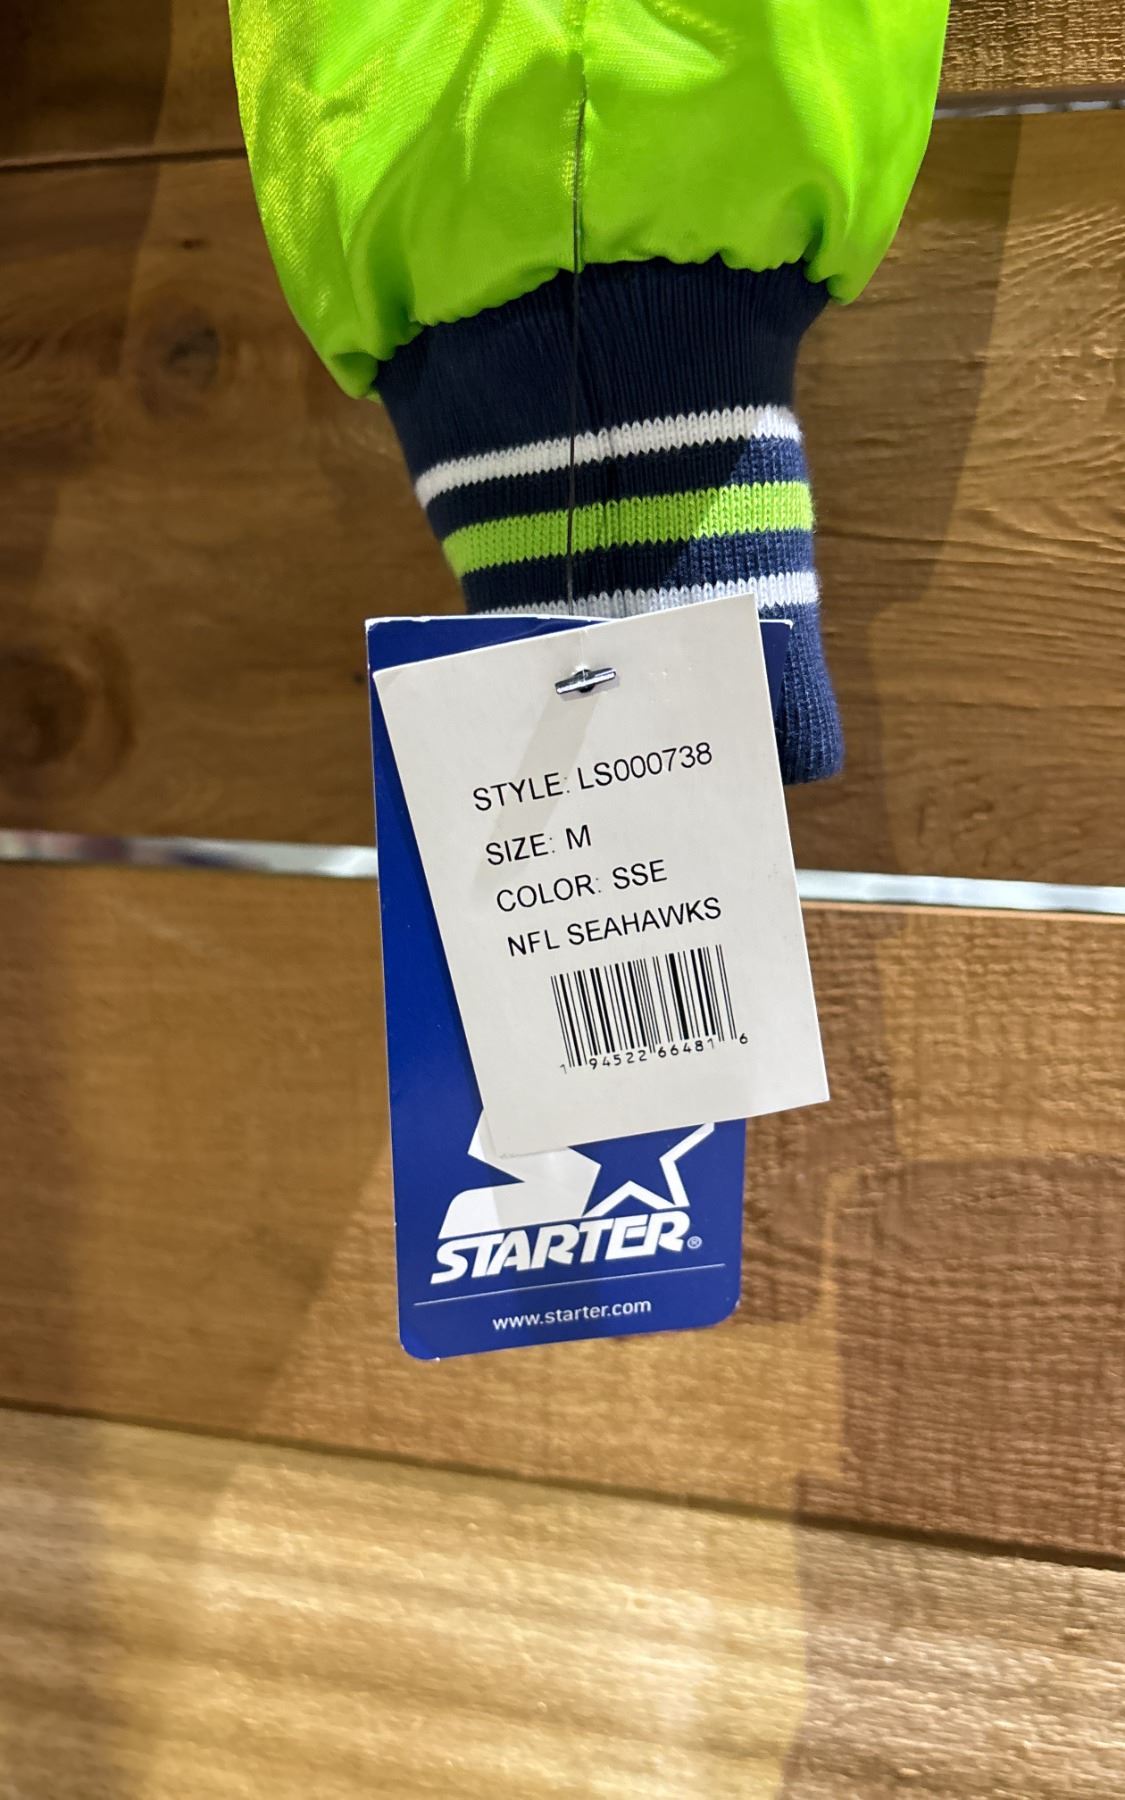 STYLE: LS000738
SIZE: M
COLOR: SSE
NFL SEAHAWKS
1 94522 66481 6
STARTER®
www.starter.com